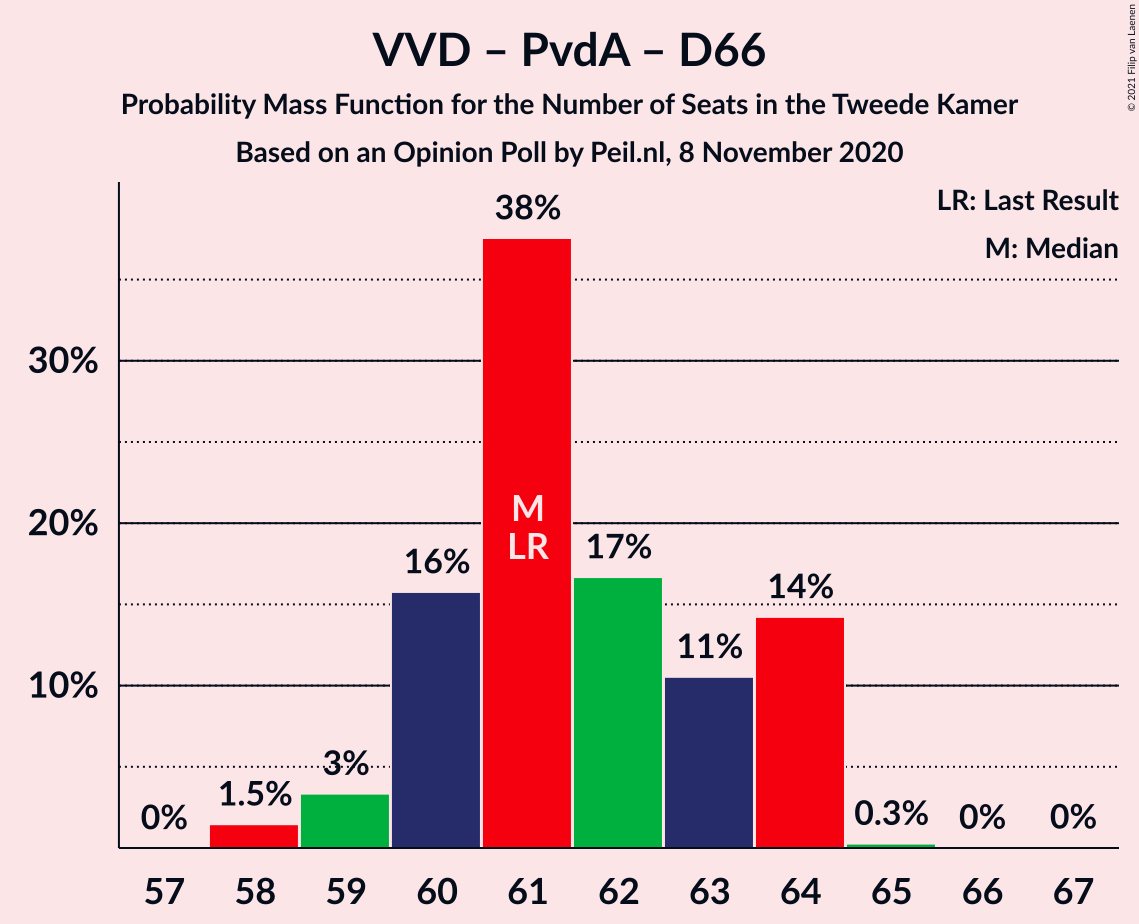 VVD – PvdA – D66
Probability Mass Function for the Number of Seats in the Tweede Kamer
Based on an Opinion Poll by Peil.nl, 8 November 2020
© 2021 Filip van Laenen
LR: Last Result
M: Median
38%
30%
20%
10%
M
LR
17%
16%
14%
11%
3%
1.5%
0%
0.3%
0%
0%
57 58 59 60 61 62 63 64 65 66 67